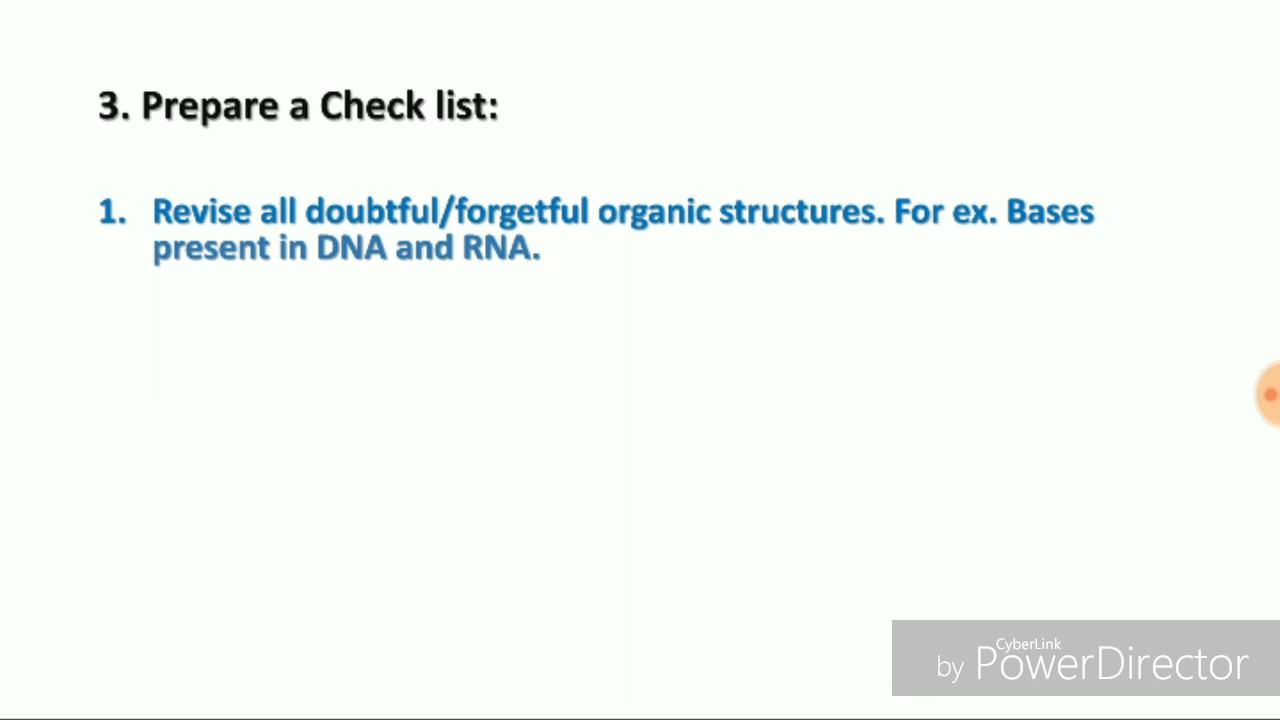 3. Prepare a Check list:
1. Revise all doubtful/forgetful organic structures. For ex. Bases
present in DNA and RNA.
CyberLink
by PowerDirector